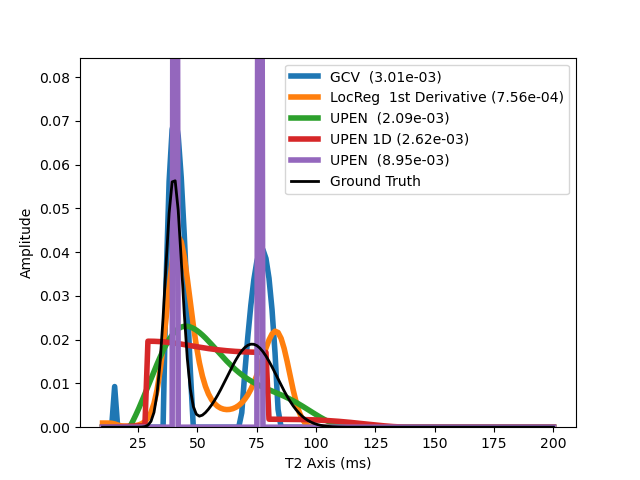 GCV  (3.01e-03)
LocReg  1st Derivative (7.56e-04)
UPEN  (2.09e-03)
UPEN 1D (2.62e-03)
UPEN  (8.95e-03)
Ground Truth
Amplitude
0.08
0.07
0.06
0.05
0.04
0.03
0.02
0.01
0.00
25 50 75 100 125 150 175 200
T2 Axis (ms)